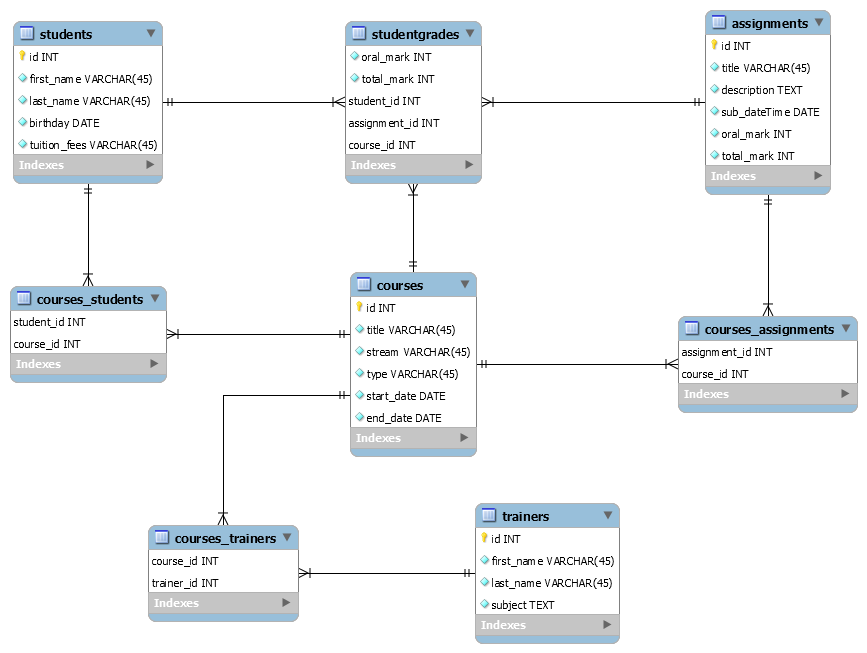 students
id INT
first_name VARCHAR(45)
last_name VARCHAR(45)
birthday DATE
tuition_fees VARCHAR(45)
Indexes
studentgrades
oral_mark INT
total_mark INT
student_id INT
assignment_id INT
course_id INT
Indexes
assignments
id INT
title VARCHAR(45)
description TEXT
sub_dateTime DATE
oral_mark INT
total_mark INT
Indexes
courses_students
student_id INT
course_id INT
Indexes
courses
id INT
title VARCHAR(45)
stream VARCHAR(45)
type VARCHAR(45)
start_date DATE
end_date DATE
Indexes
courses_assignments
assignment_id INT
course_id INT
Indexes
courses_trainers
course_id INT
trainer_id INT
Indexes
trainers
id INT
first_name VARCHAR(45)
last_name VARCHAR(45)
subject TEXT
Indexes